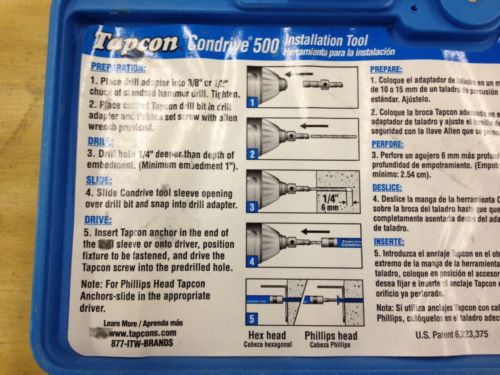 Tapcon Condrive® 500 Installation Tool
Herramienta para la instalación
PREPARATION:
1. Place drill adapter into 3/8" or 1/2"
chuck of standard hammer drill. Tighten.
2. Place correct Tapcon drill bit in drill
adapter and tighten set screw with allen
wrench provided.
DRILL:
3. Drill hole 1/4" deeper than depth of
embedment. (Minimum embedment 1").
SLIDE:
4. Slide Condrive tool sleeve opening
over drill bit and snap into drill adapter.
DRIVE:
5. Insert Tapcon anchor in the end of
the sleeve or onto driver, position
fixture to be fastened, and drive the
Tapcon screw into the predrilled hole.
Note: For Phillips Head Tapcon
Anchors-slide in the appropriate
driver.
Learn More / Aprenda más
www.tapcons.com
877-ITW-BRANDS
1
2
3
1/4"
6 mm
4
Tapcon
Condrive
5
Hex head
Cabeza hexagonal
Phillips head
Cabeza Phillips
PREPARE:
1. Coloque el adaptador de taladro en un m
de 10 o 15 mm de un taladro de percusión
estándar. Ajústelo.
2. Coloque la broca Tapcon adecuada en
de taladro y ajuste el tornillo de
seguridad con la llave Allen que se pro
PERFORE:
3. Perfore un agujero 6 mm más profund
profundidad de empotramiento. (Empotra
mínimo: 2.54 cm).
DESLICE:
4. Deslice la manga de la herramienta C
sobre la broca del taladro hasta que que
completamente asentarla dentro del ada
de taladro.
INSERTE:
5. Introduzca el anclaje Tapcon en el
extremo de la manga de la herramienta
taladro, coloque en posición el accesor
desea fijar e inserte el anclaje Tapcon en
orificio ya perforado.
Nota: Si utiliza anclajes Tapcon con cabe
Phillips, colóquelos en el taladro adecu
U.S. Patent 6,223,375